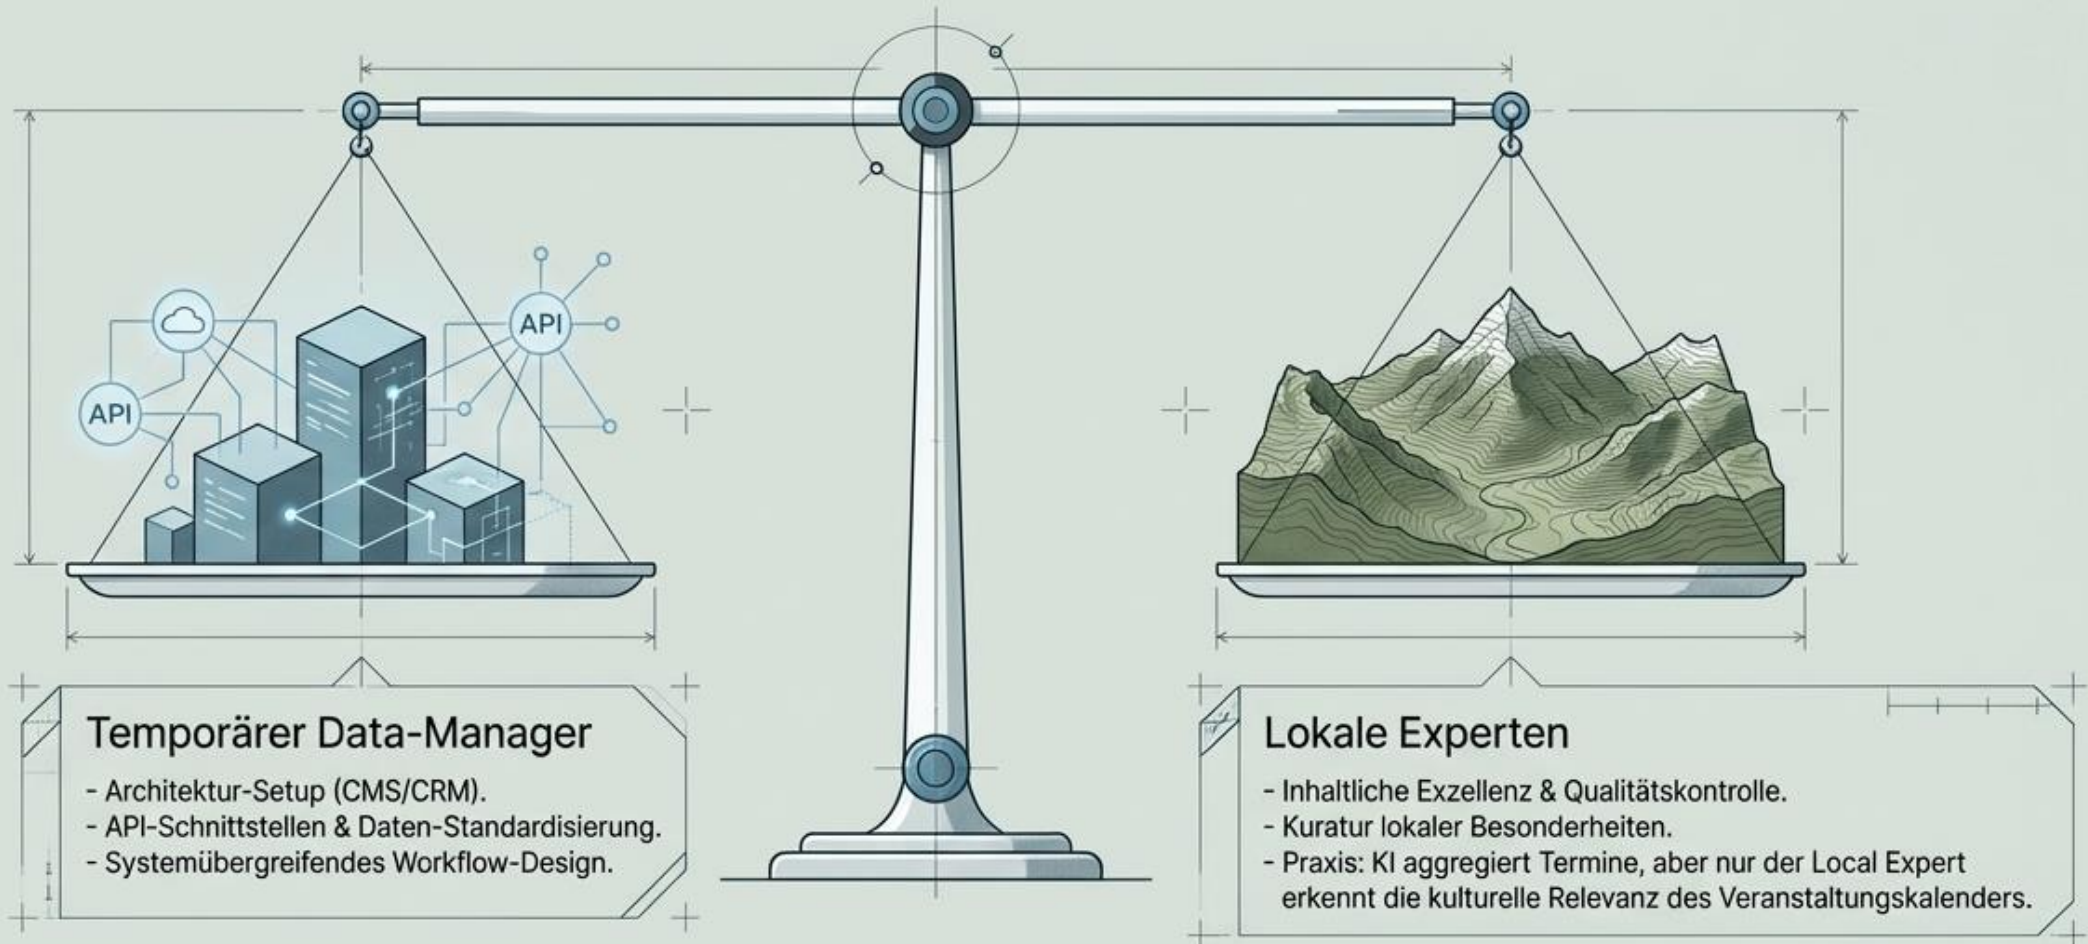 API
API
Temporärer Data-Manager
- Architektur-Setup (CMS/CRM).
- API-Schnittstellen & Daten-Standardisierung.
- Systemübergreifendes Workflow-Design.
Lokale Experten
- Inhaltliche Exzellenz & Qualitätskontrolle.
- Kuratur lokaler Besonderheiten.
- Praxis: KI aggregiert Termine, aber nur der Local Expert
erkennt die kulturelle Relevanz des Veranstaltungskalenders.